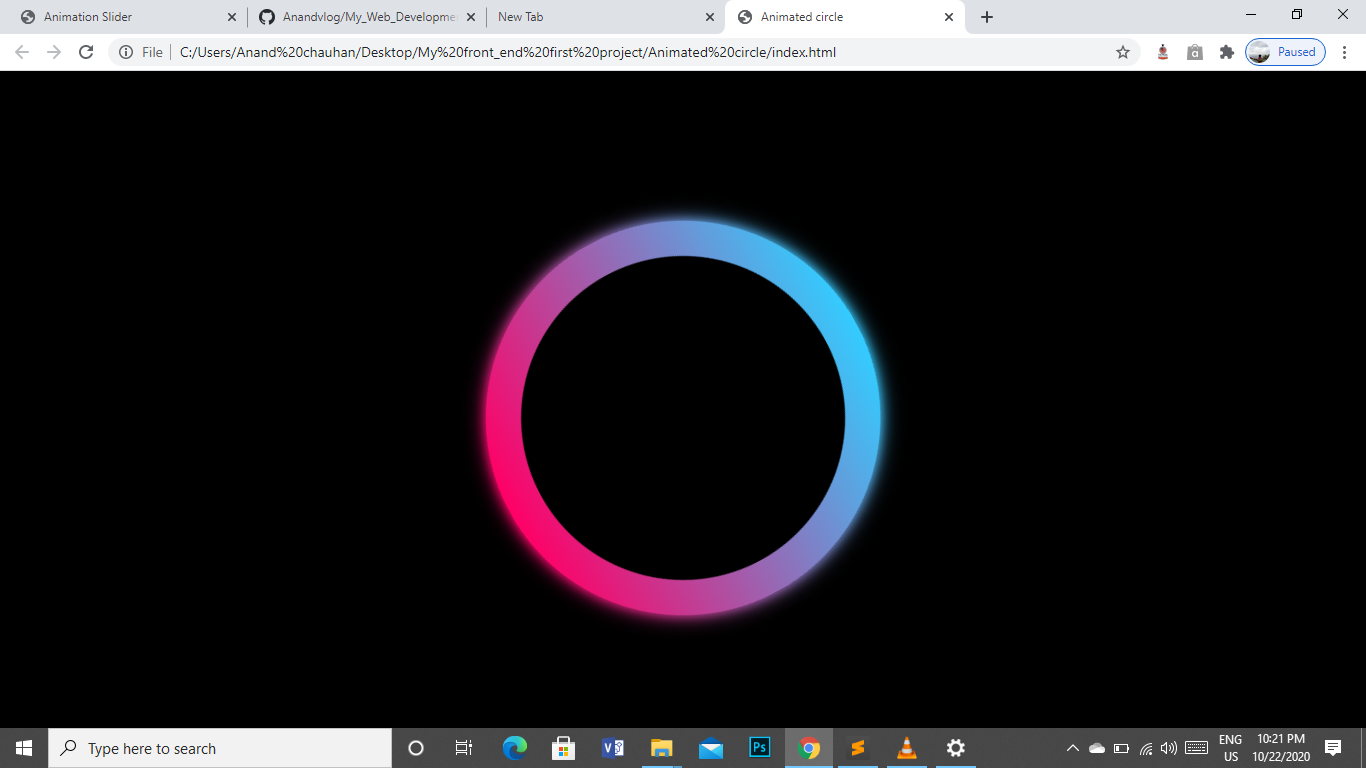 Animation Slider
Anandvlog/My_Web_Developme
New Tab
Animated circle
File
C:/Users/Anand%20chauhan/Desktop/My%20front_end%20first%20project/Animated%20circle/index.html
a
Paused
Type here to search
V
Ps
ENG
US
10:21 PM
10/22/2020